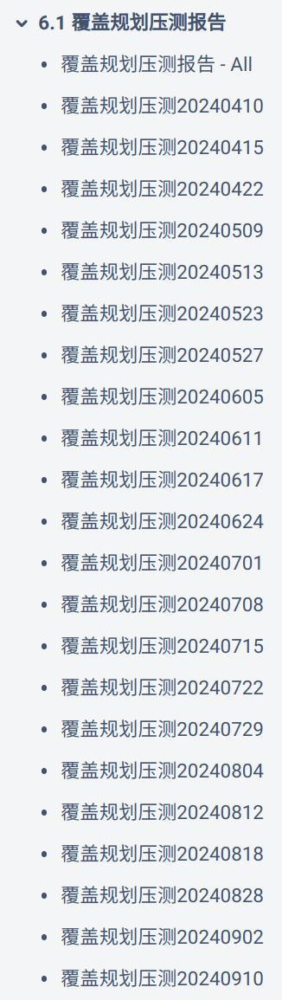 6.1 覆盖规划压测报告
覆盖规划压测报告 - All
覆盖规划压测20240410
覆盖规划压测20240415
覆盖规划压测20240422
覆盖规划压测20240509
覆盖规划压测20240513
覆盖规划压测20240523
覆盖规划压测20240527
覆盖规划压测20240605
覆盖规划压测20240611
覆盖规划压测20240617
覆盖规划压测20240624
覆盖规划压测20240701
覆盖规划压测20240708
覆盖规划压测20240715
覆盖规划压测20240722
覆盖规划压测20240729
覆盖规划压测20240804
覆盖规划压测20240812
覆盖规划压测20240818
覆盖规划压测20240828
覆盖规划压测20240902
覆盖规划压测20240910